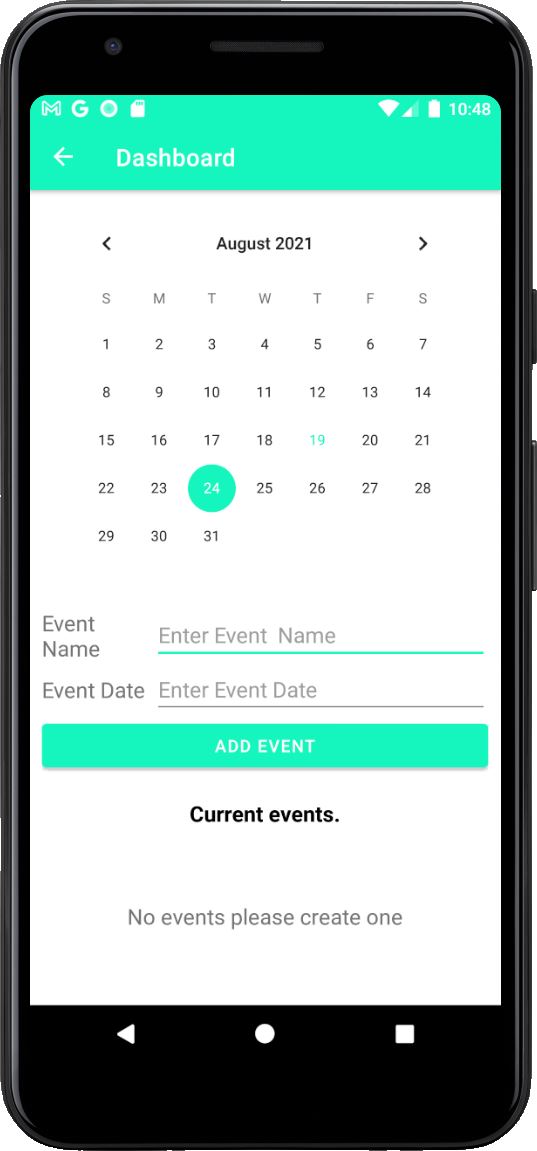 10:48
Dashboard
August 2021
S M T W T F S
1 2 3 4 5 6 7
8 9 10 11 12 13 14
15 16 17 18 19 20 21
22 23 24 25 26 27 28
29 30 31
Event
Name
Enter Event  Name
Event Date Enter Event Date
ADD EVENT
Current events.
No events please create one